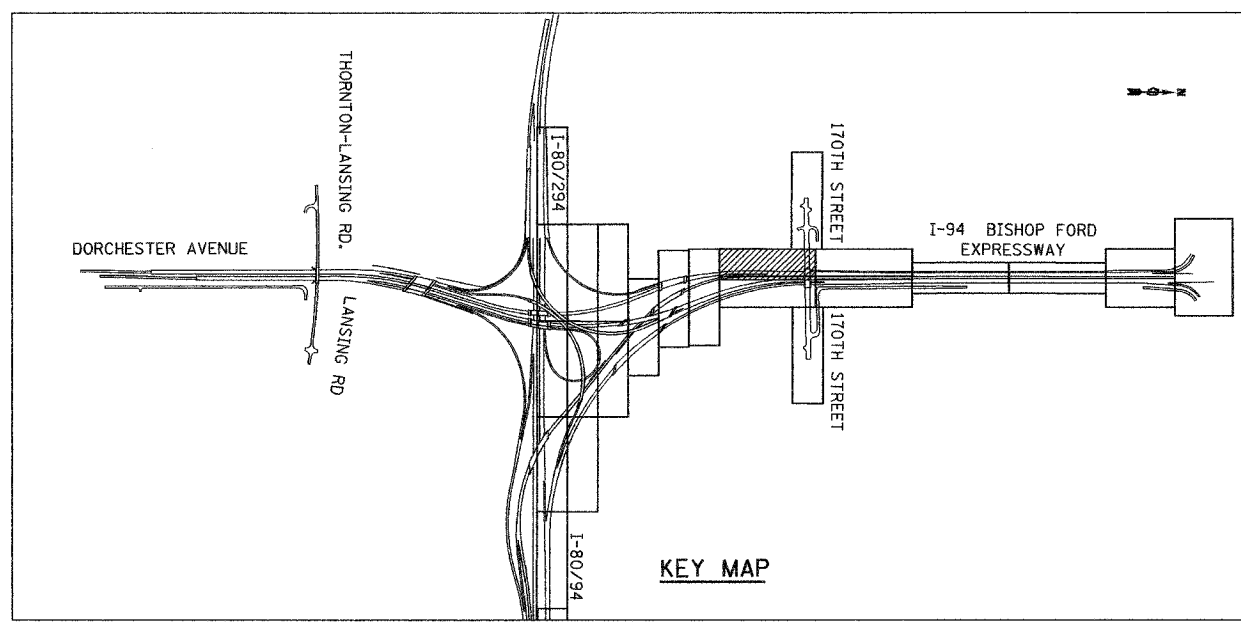 THORNTON-LANSING RD.
LANSING RD
DORCHESTER AVENUE
I-80/294
I-80/94
170TH STREET
170TH STREET
I-94 BISHOP FORD
EXPRESSWAY
N
KEY MAP